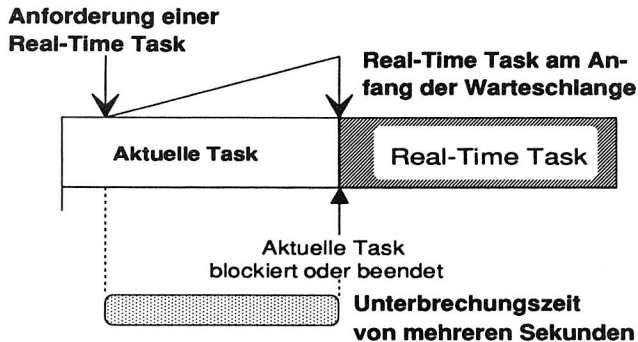 Anforderung einer
Real-Time Task
Real-Time Task am An-
fang der Warteschlange
Aktuelle Task
Real-Time Task
Aktuelle Task
blockiert oder beendet
Unterbrechungszeit
von mehreren Sekunden